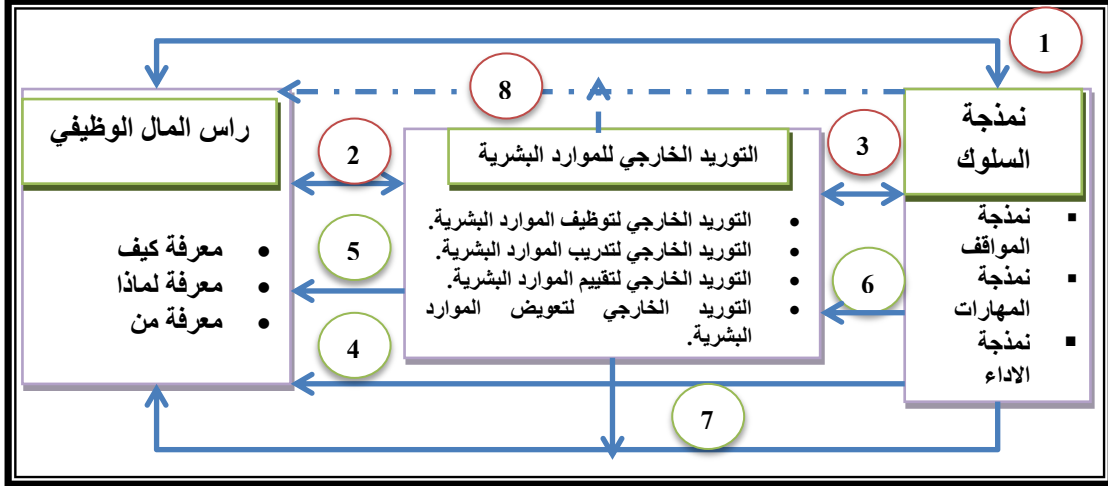 1
8
نمذجة
السلوك
نمذجة
المواقف
نمذجة
المهارات
نمذجة
الاداء
3
6
التوريد الخارجي للموارد البشرية
التوريد الخارجي لتوظيف الموارد البشرية.
التوريد الخارجي لتدريب الموارد البشرية.
التوريد الخارجي لتقييم الموارد البشرية.
التوريد الخارجي لتعويض الموارد
البشرية.
2
5
4
7
راس المال الوظيفي
معرفة كيف
معرفة لماذا
معرفة من